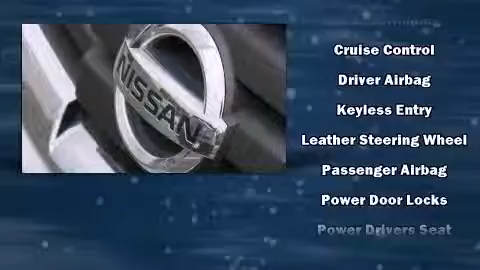 NISSAN
Cruise Control
Driver Airbag
Keyless Entry
Leather Steering Wheel
Passenger Airbag
Power Door Locks
Power Drivers Seat